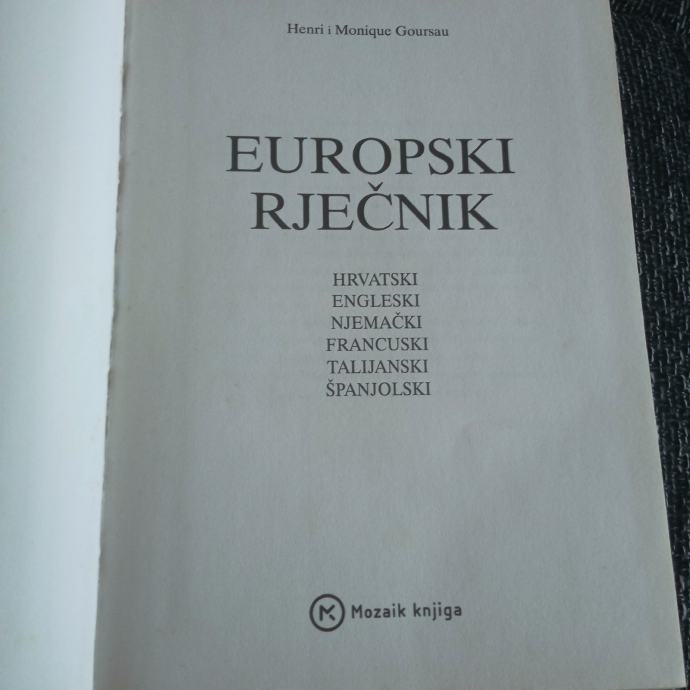 Henri i Monique Goursau
EUROPSKI
RJEČNIK
HRVATSKI
ENGLESKI
NJEMAČKI
FRANCUSKI
TALIJANSKI
ŠPANJOLSKI
Mozaik knjiga